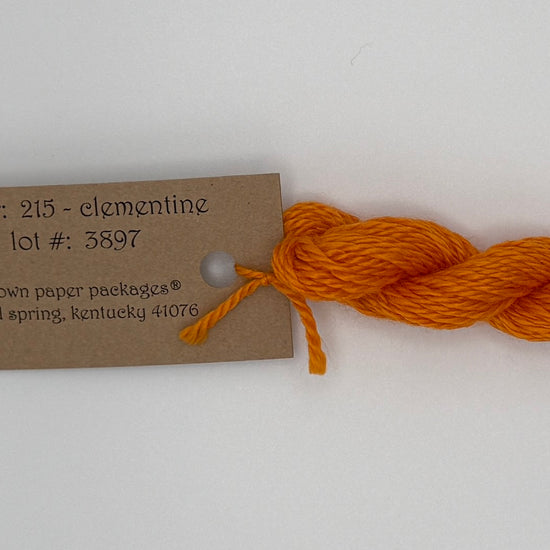 : 215 - clementine
lot #: 3897
own paper packages®
spring, kentucky 41076